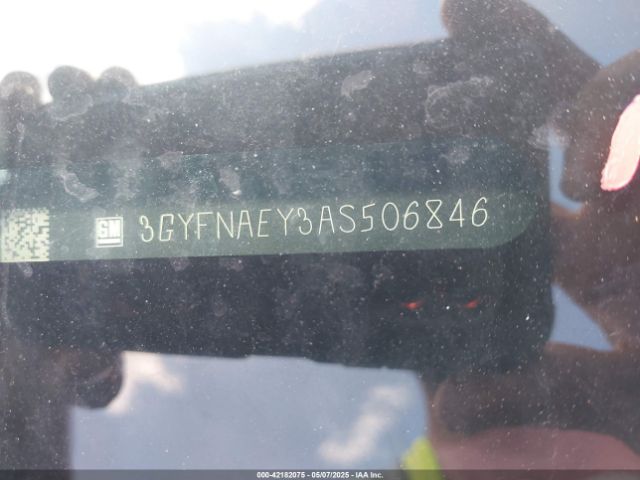 GM 3GYFNAEY3AS506846
000-42182075 | 05/07/2025 | IAA Inc.